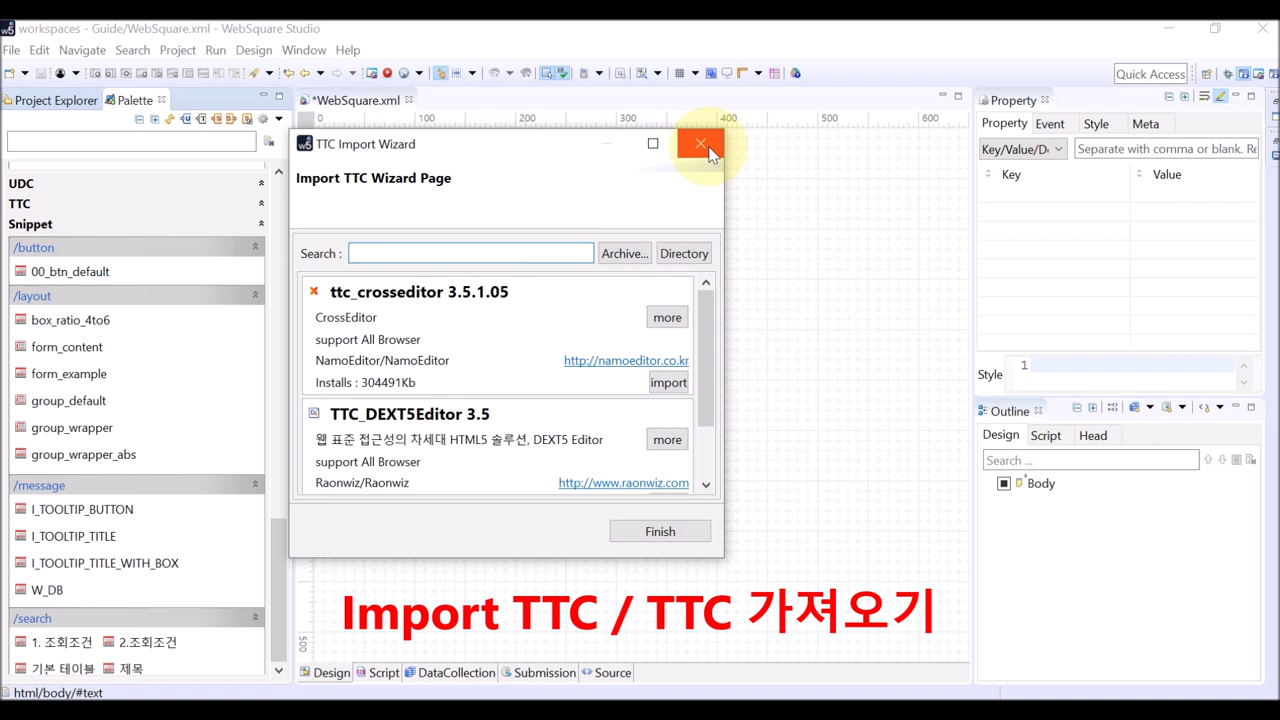 workspaces - Guide/WebSquare.xml - WebSquare Studio
File Edit Navigate Search Project Run Design Window Help
Quick Access
Project Explorer Palette
UDC
TTC
Snippet
/button
00_btn_default
/layout
box_ratio_4to6
form_content
form_example
group_default
group_wrapper
group_wrapper_abs
/message
I_TOOLTIP_BUTTON
I_TOOLTIP_TITLE
I_TOOLTIP_TITLE_WITH_BOX
W_DB
/search
1. 조회조건 2.조회조건
기본 테이블 제목
html/body/#text
*WebSquare.xml
0 100 200 300 400 500 600
500
TTC Import Wizard
Import TTC Wizard Page
Search : Archive... Directory
ttc_crosseditor 3.5.1.05
CrossEditor more
support All Browser
NamoEditor/NamoEditor http://namoeditor.co.kr
Installs : 304491Kb import
TTC_DEXT5Editor 3.5
웹 표준 접근성의 차세대 HTML5 솔루션, DEXT5 Editor more
support All Browser
Raonwiz/Raonwiz http://www.raonwiz.com
Finish
Import TTC / TTC 가져오기
Design Script DataCollection Submission Source
Property
Property Event Style Meta
Key/Value/D Separate with comma or blank. Re
Key Value
Style 1
Outline
Design Script Head
Search ...
Body